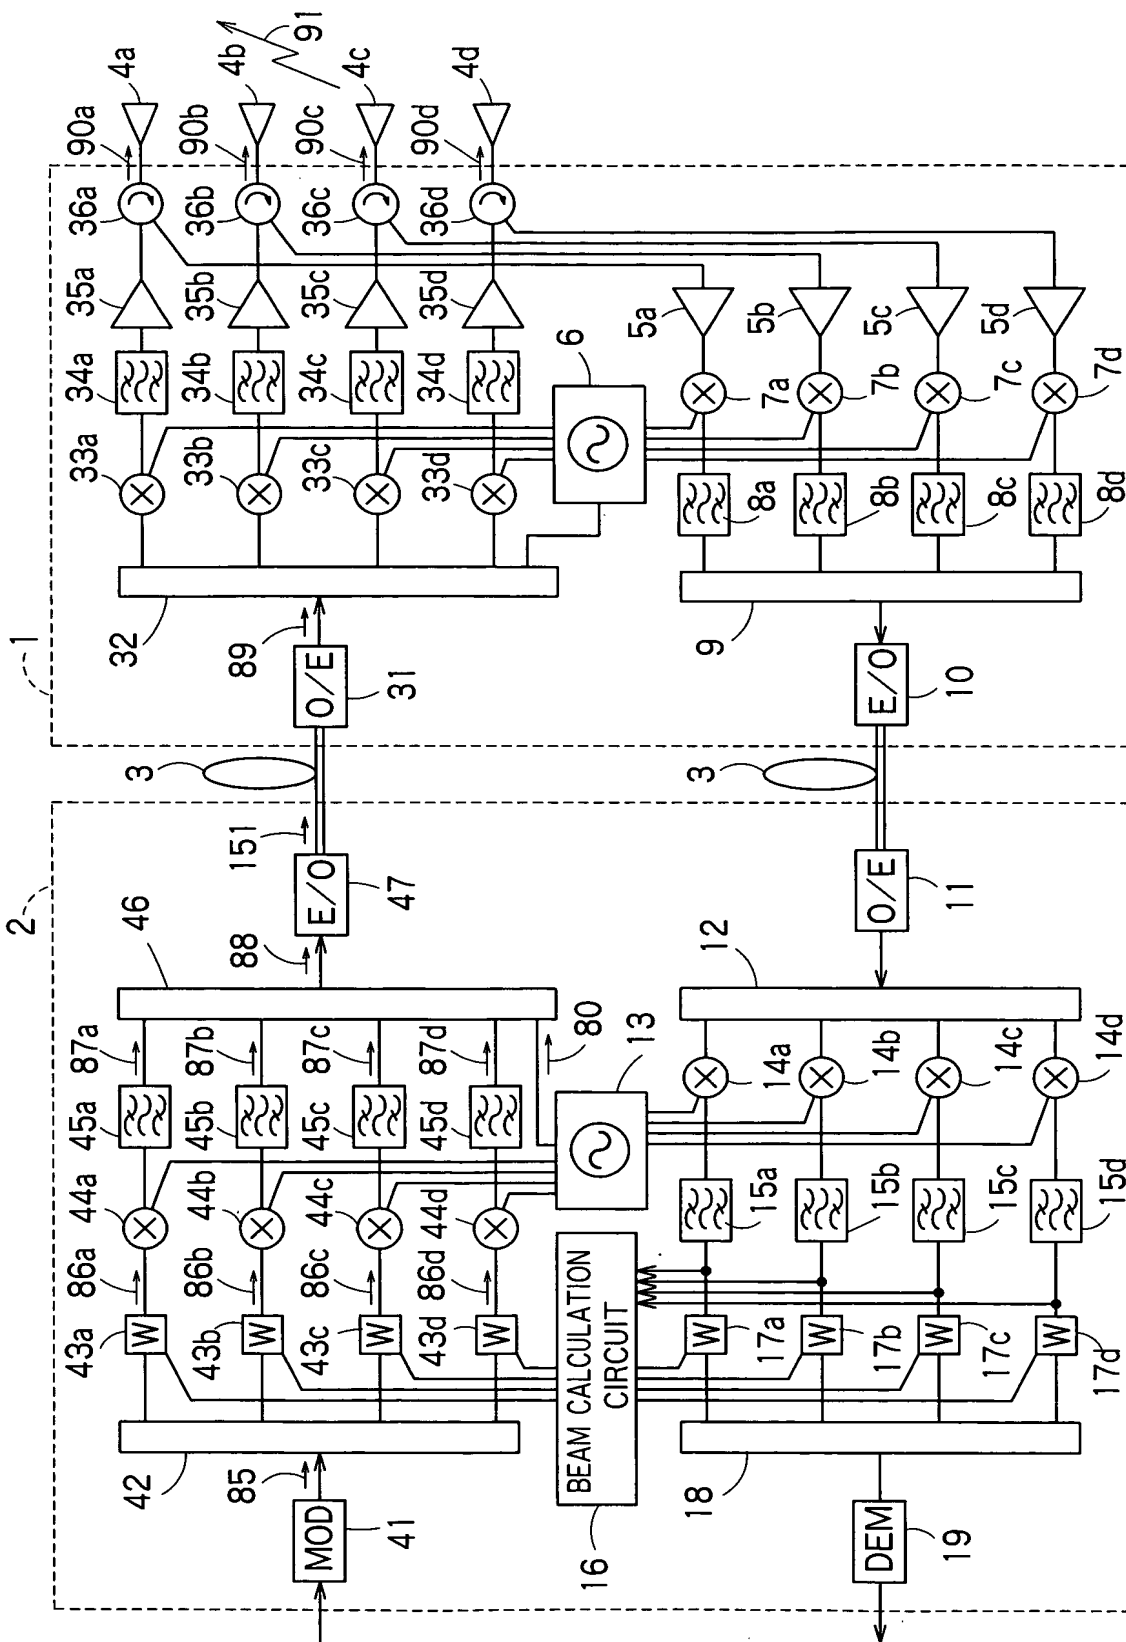 1
2
3
3
4a
4b
4c
4d
91
90a
90b
90c
90d
36a
36b
36c
36d
35a
35b
35c
35d
34a
34b
34c
34d
33a
33b
33c
33d
32
89
O/E
31
6
5a
5b
5c
5d
7a
7b
7c
7d
8a
8b
8c
8d
9
E/O
10
151
E/O
47
88
46
87a
87b
87c
87d
80
45a
45b
45c
45d
44a
44b
44c
44d
86a
86b
86c
86d
43a
43b
43c
43d
W
W
W
W
42
85
MOD
41
O/E
11
12
13
14a
14b
14c
14d
15a
15b
15c
15d
BEAM CALCULATION
CIRCUIT
16
W
W
W
W
17a
17b
17c
17d
18
DEM
19